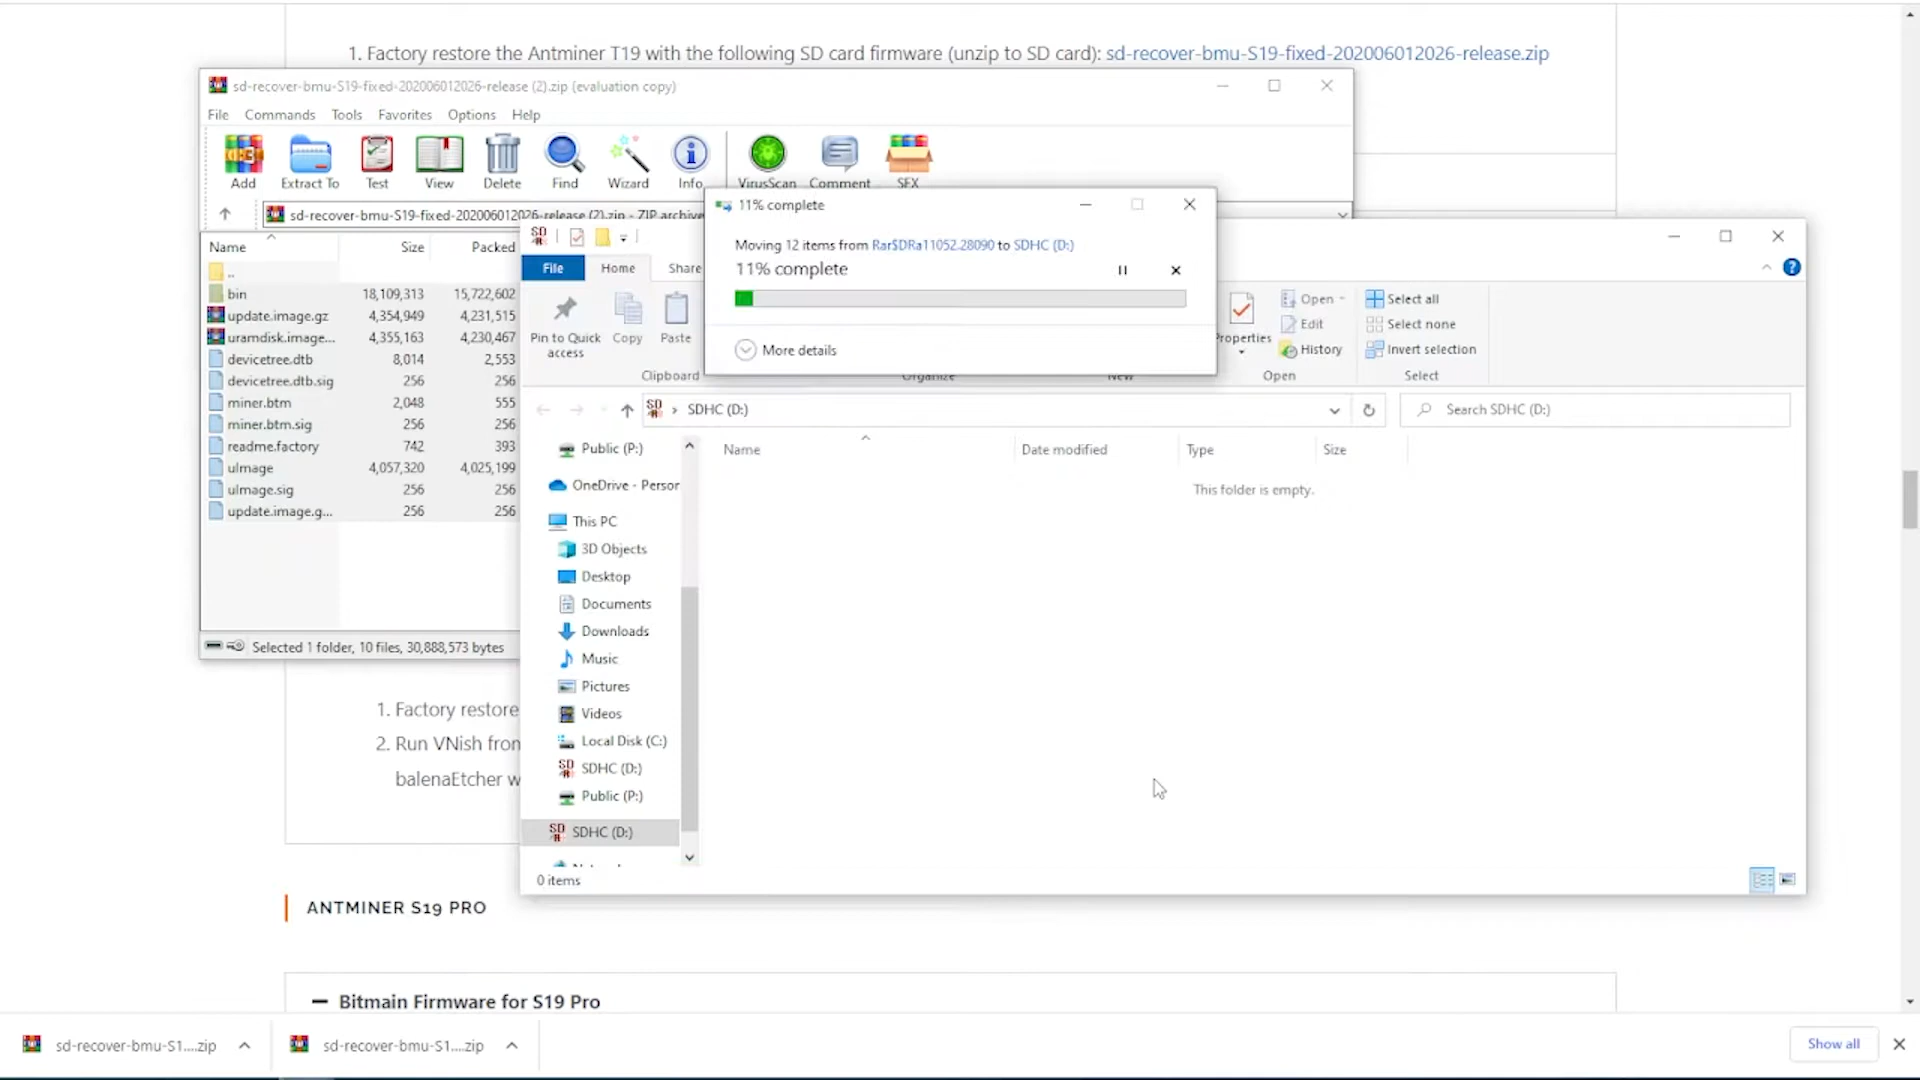 1. Factory restore the Antminer T19 with the following SD card firmware (unzip to SD card): sd-recover-bmu-S19-fixed-202006012026-release.zip
sd-recover-bmu-S19-fixed-202006012026-release (2).zip (evaluation copy)
File Commands Tools Favorites Options Help
Add Extract To Test View Delete Find Wizard Info VirusScan Comment SFX
sd-recover-bmu-S19-fixed-202006012026-release (2).zip - ZIP archive
Name Size Packed
..
bin 18,109,313 15,722,602
update.image.gz 4,354,949 4,231,515
uramdisk.image... 4,355,163 4,230,467
devicetree.dtb 8,014 2,553
devicetree.dtb.sig 256 256
miner.btm 2,048 555
miner.btm.sig 256 256
readme.factory 742 393
uImage 4,057,320 4,025,199
uImage.sig 256 256
update.image.g... 256 256
Selected 1 folder, 10 files, 30,888,573 bytes
11% complete
Moving 12 items from Rar$DRa11052.28090 to SDHC (D:)
11% complete
More details
File Home Share
Pin to Quick access
Copy
Paste
Clipboard
Organize
New
Properties
Open
Edit
History
Open
Select all
Select none
Invert selection
Select
SDHC (D:)
Search SDHC (D:)
Name Date modified Type Size
This folder is empty.
Public (P:)
OneDrive - Person
This PC
3D Objects
Desktop
Documents
Downloads
Music
Pictures
Videos
Local Disk (C:)
SDHC (D:)
Public (P:)
SDHC (D:)
0 items
1. Factory restore
2. Run VNish from
balenaEtcher w
ANTMINER S19 PRO
Bitmain Firmware for S19 Pro
sd-recover-bmu-S1....zip
sd-recover-bmu-S1....zip
Show all